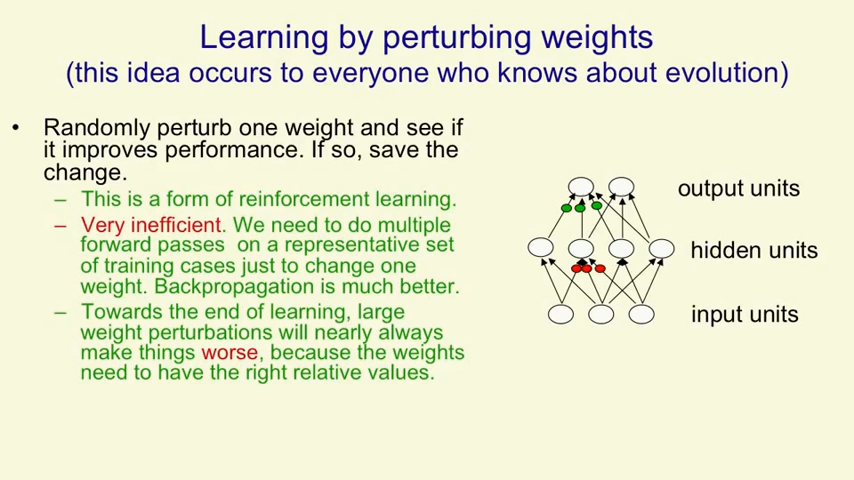 Learning by perturbing weights
(this idea occurs to everyone who knows about evolution)
• Randomly perturb one weight and see if
it improves performance. If so, save the
change.
– This is a form of reinforcement learning.
– Very inefficient. We need to do multiple
forward passes on a representative set
of training cases just to change one
weight. Backpropagation is much better.
– Towards the end of learning, large
weight perturbations will nearly always
make things worse, because the weights
need to have the right relative values.
output units
hidden units
input units